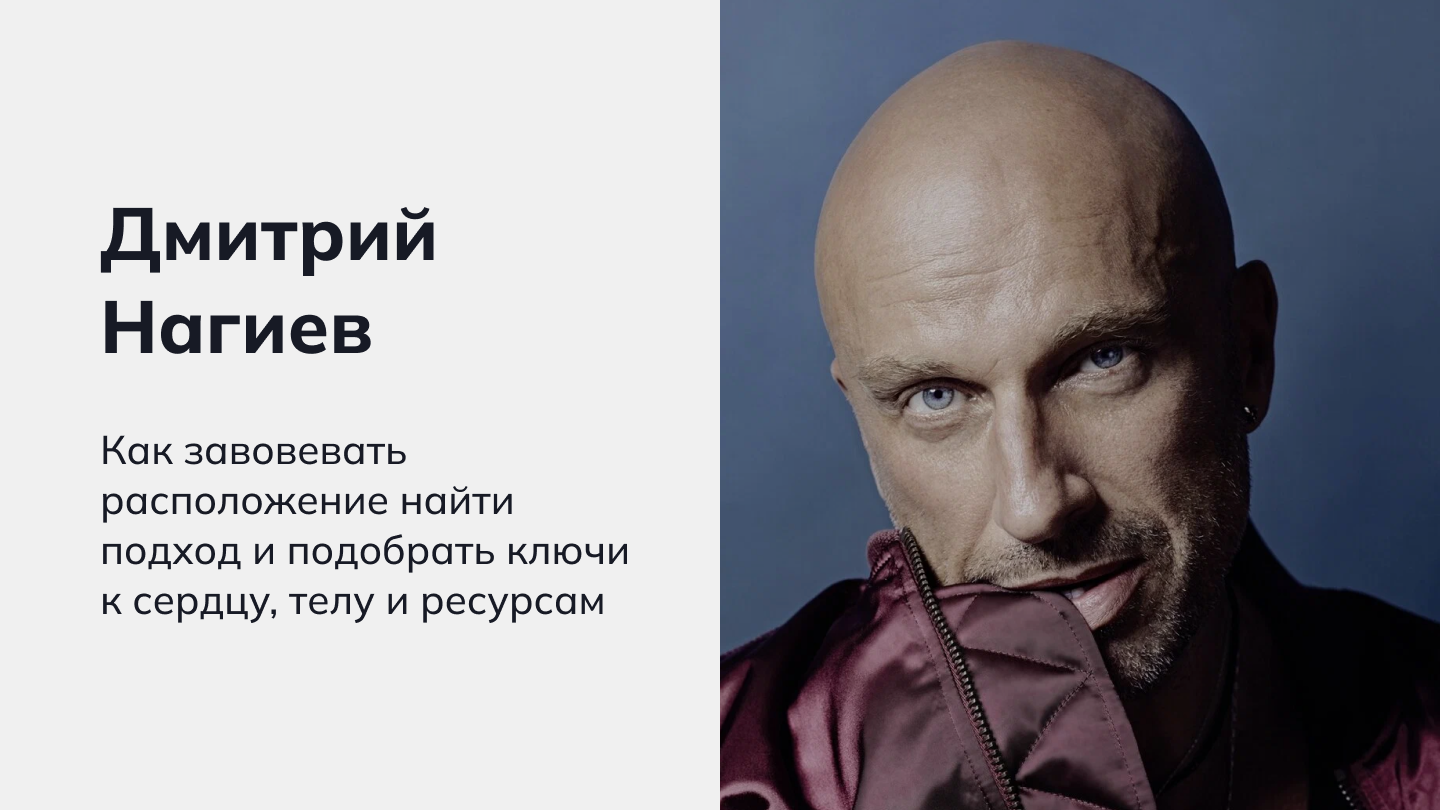 Дмитрий
Нагиев
Как завовевать
расположение найти
подход и подобрать ключи
к сердцу, телу и ресурсам